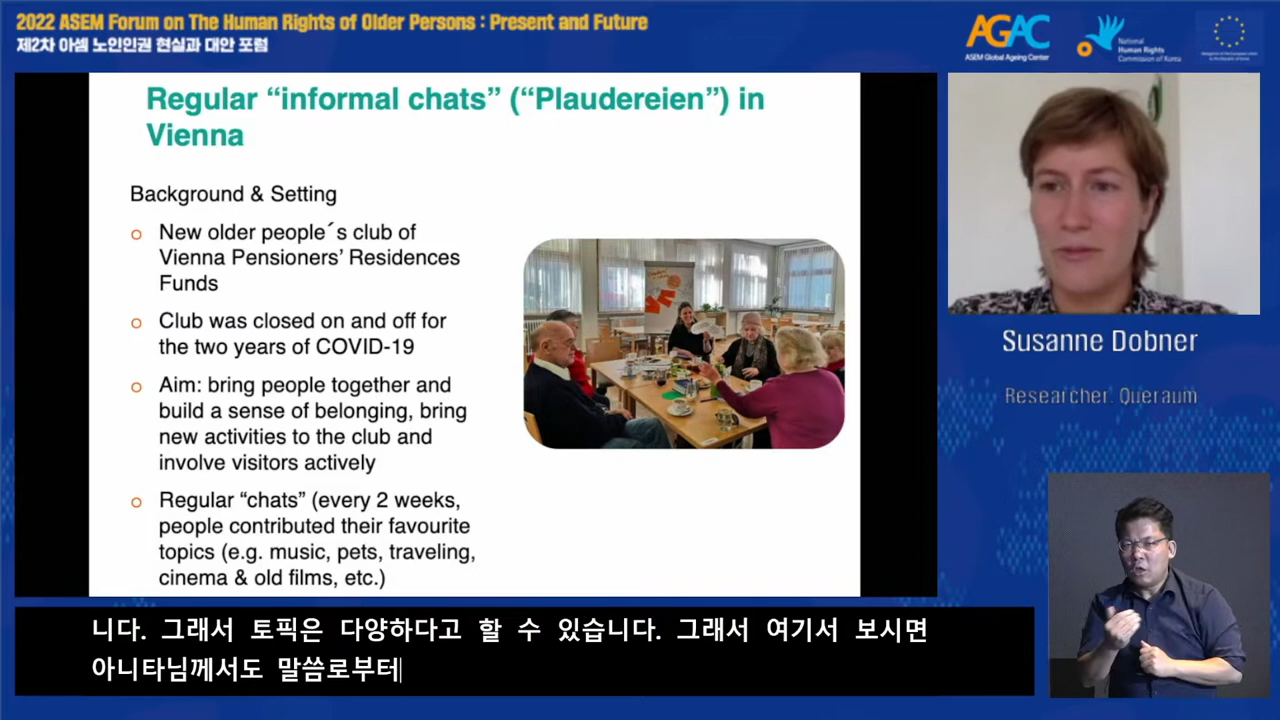 2022 ASEM Forum on The Human Rights of Older Persons : Present and Future
제2차 아셈 노인인권 현실과 대안 포럼
AGAC
ASEM Global Ageing Center
National
Human Rights
Commission of Korea
Regular “informal chats” (“Plaudereien”) in
Vienna
Background & Setting
New older people´s club of
Vienna Pensioners’ Residences
Funds
Club was closed on and off for
the two years of COVID-19
Aim: bring people together and
build a sense of belonging, bring
new activities to the club and
involve visitors actively
Regular “chats” (every 2 weeks,
people contributed their favourite
topics (e.g. music, pets, traveling,
cinema & old films, etc.)
Susanne Dobner
Researcher. Queraum
니다. 그래서 토픽은 다양하다고 할 수 있습니다. 그래서 여기서 보시면
아니타님께서도 말씀로부터